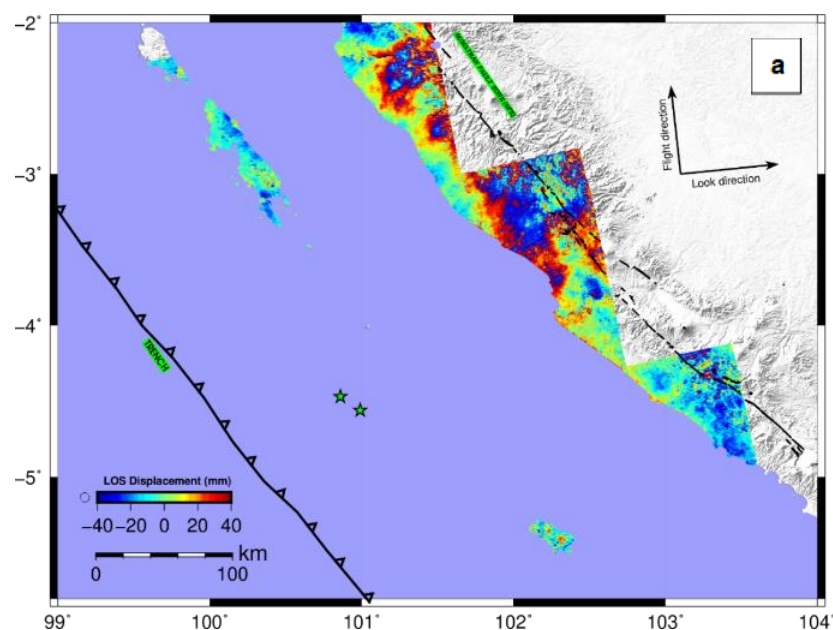 −2°
−3°
−4°
−5°
a
Flight direction
Look direction
TRENCH
LOS Displacement (mm)
−40 −20 0 20 40
km
0 100
99° 100° 101° 102° 103° 104°